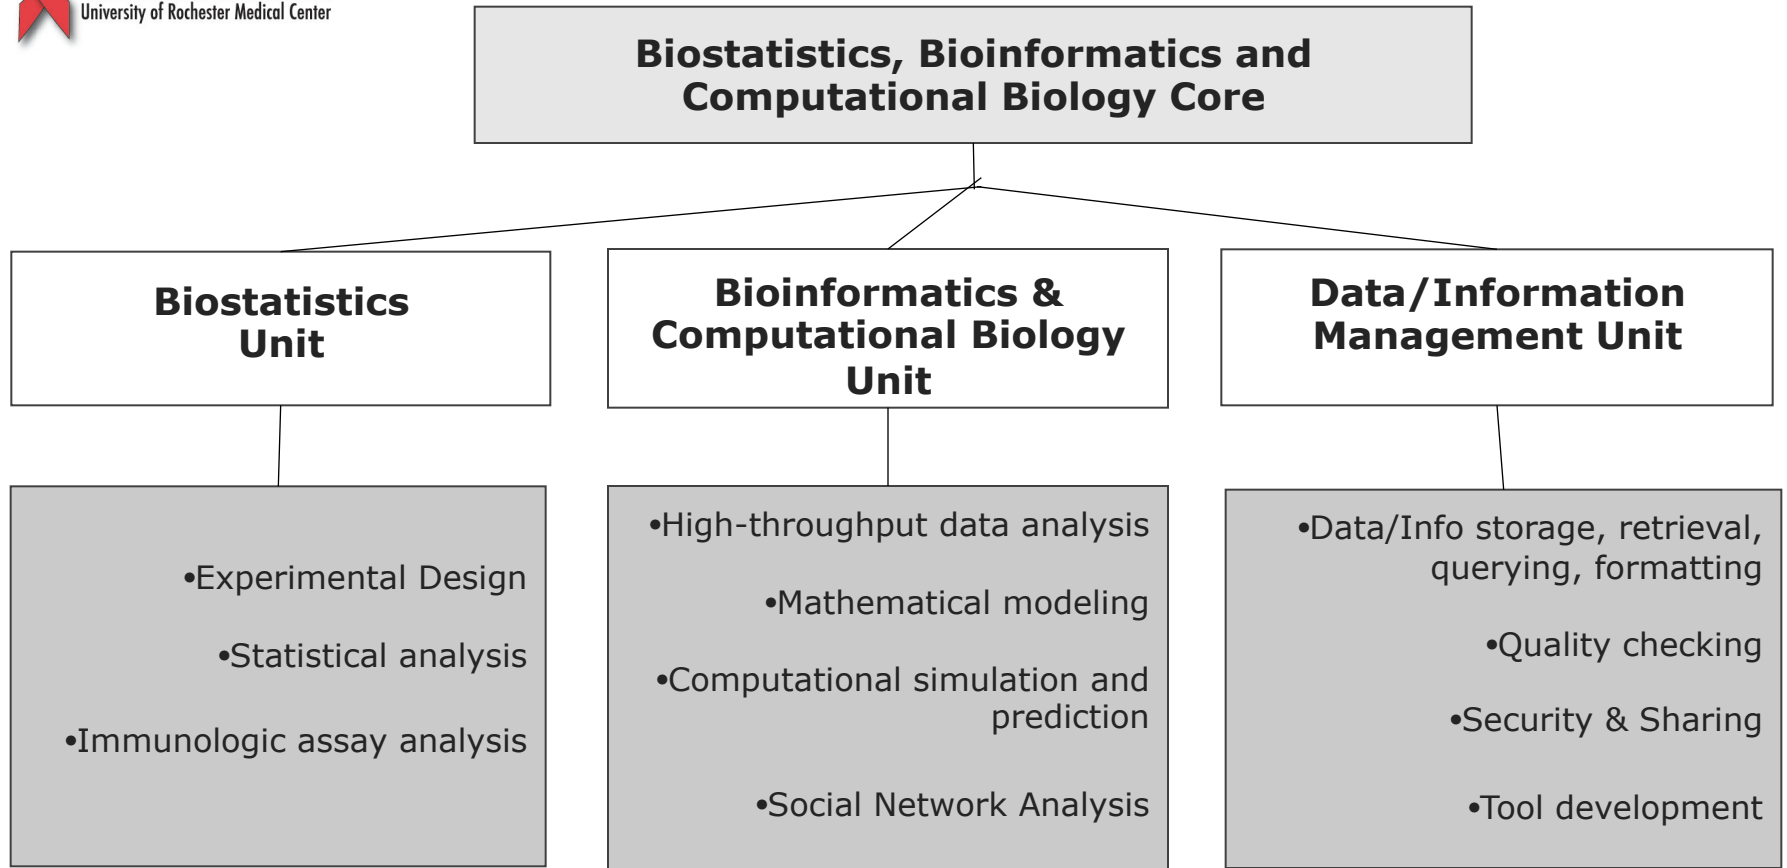 University of Rochester Medical Center
Biostatistics, Bioinformatics and
Computational Biology Core
Biostatistics
Unit
Bioinformatics &
Computational Biology
Unit
Data/Information
Management Unit
•Experimental Design
•Statistical analysis
•Immunologic assay analysis
•High-throughput data analysis
•Mathematical modeling
•Computational simulation and
prediction
•Social Network Analysis
•Data/Info storage, retrieval,
querying, formatting
•Quality checking
•Security & Sharing
•Tool development